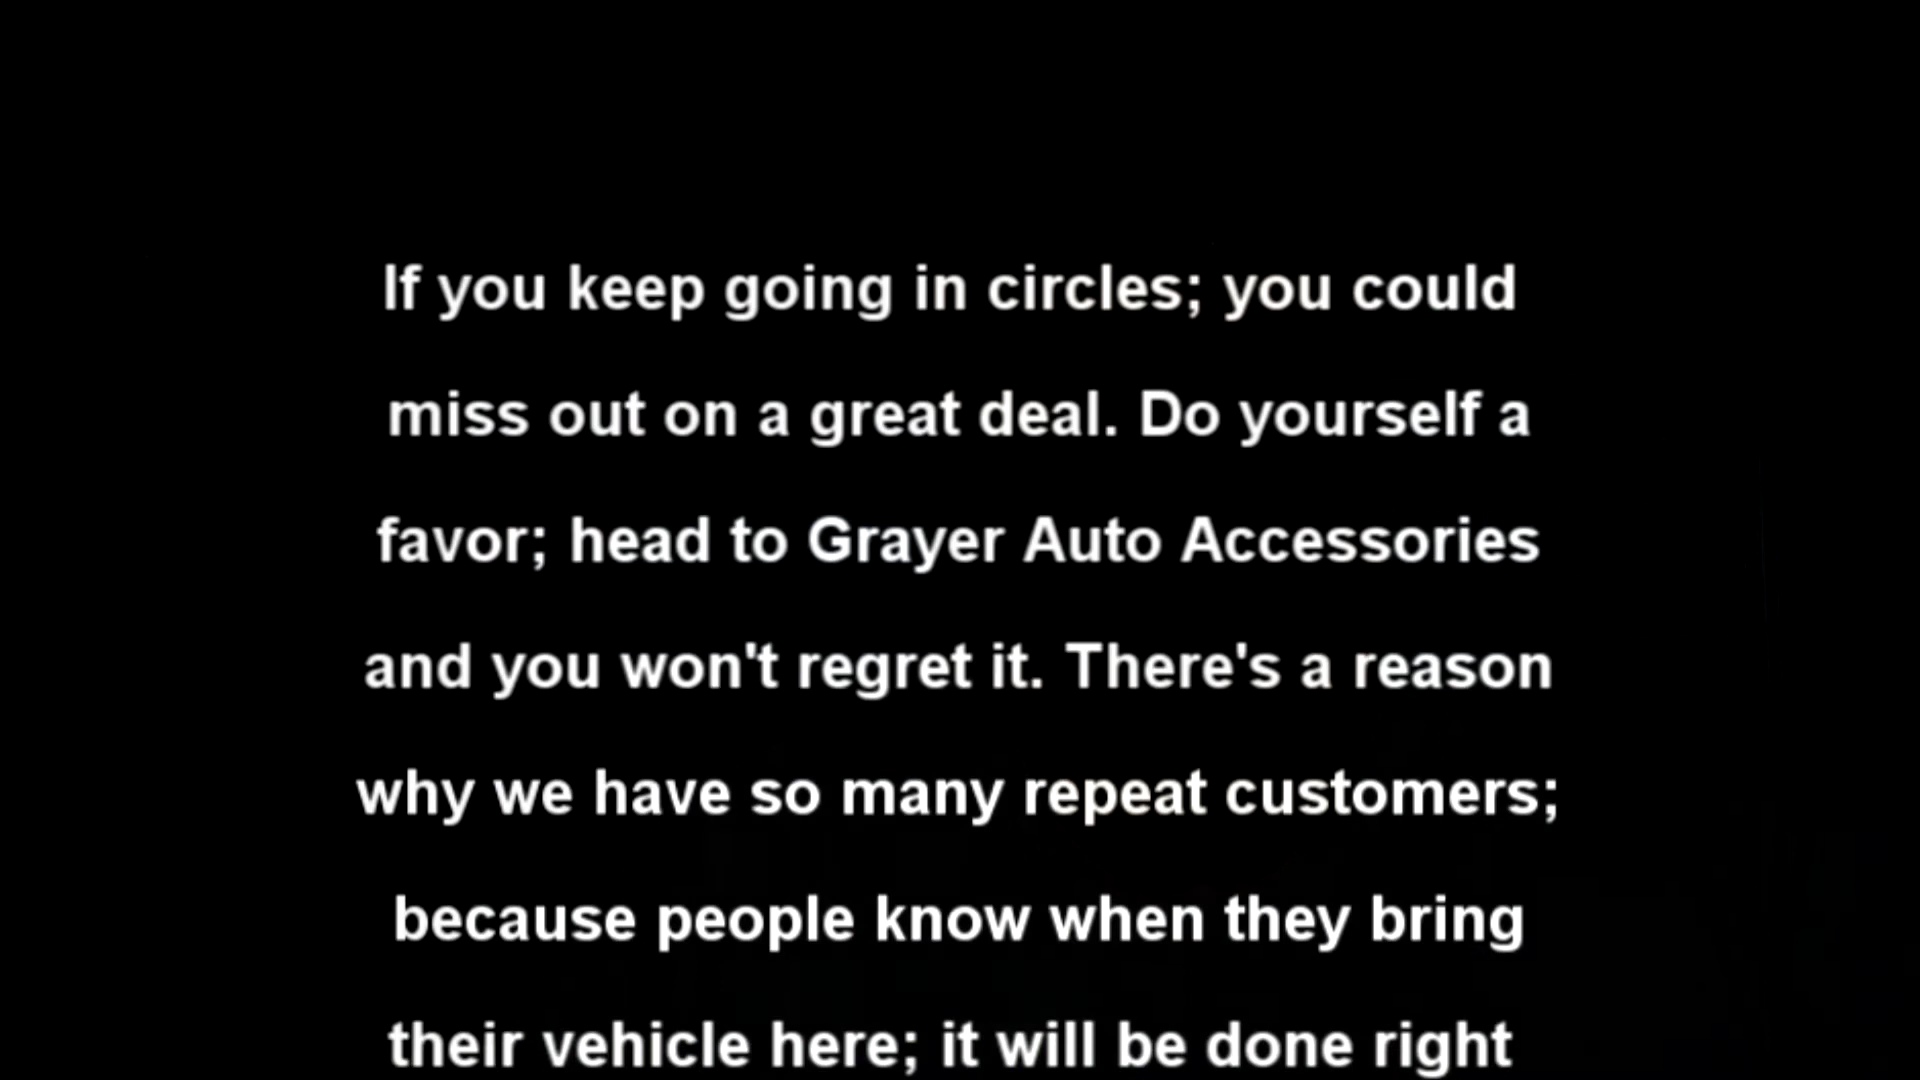 If you keep going in circles; you could
miss out on a great deal. Do yourself a
favor; head to Grayer Auto Accessories
and you won't regret it. There's a reason
why we have so many repeat customers;
because people know when they bring
their vehicle here; it will be done right